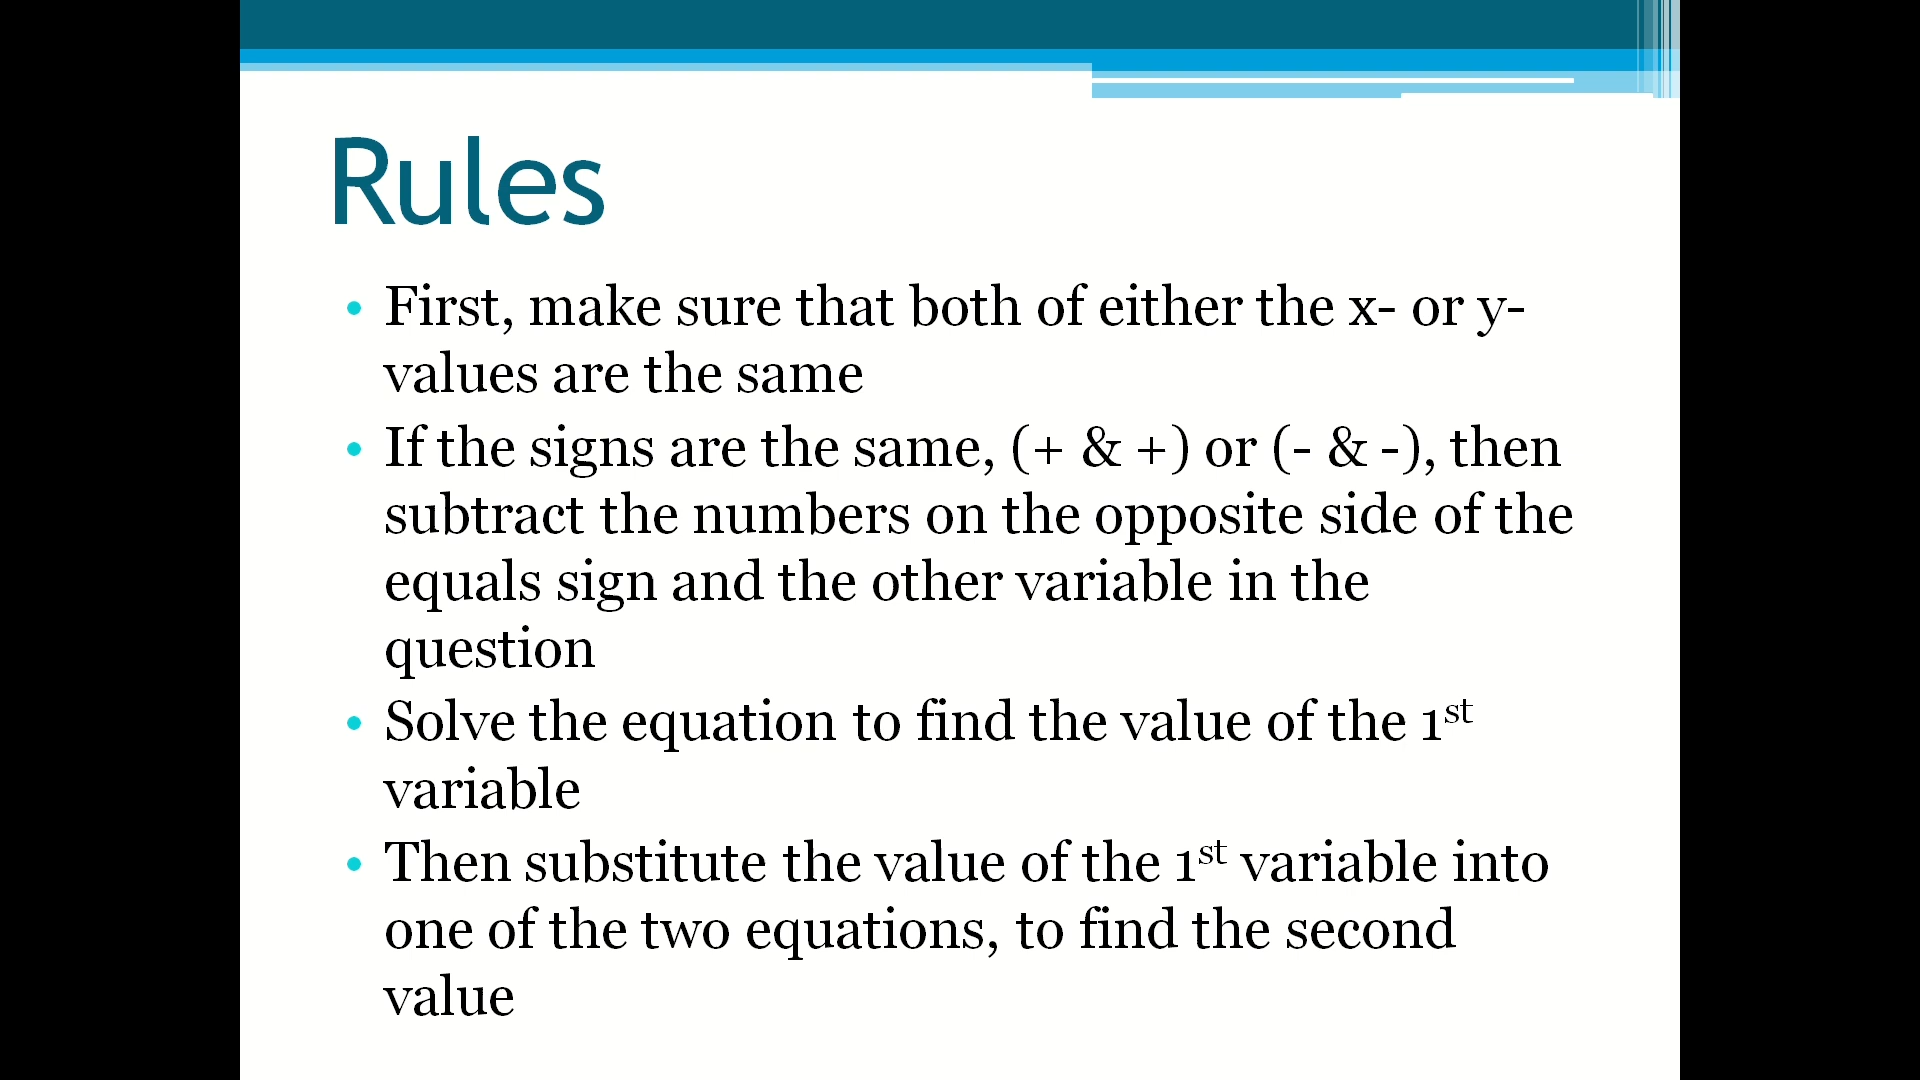 Rules
• First, make sure that both of either the x- or y-
values are the same
• If the signs are the same, (+ & +) or (- & -), then
subtract the numbers on the opposite side of the
equals sign and the other variable in the
question
• Solve the equation to find the value of the 1st
variable
• Then substitute the value of the 1st variable into
one of the two equations, to find the second
value